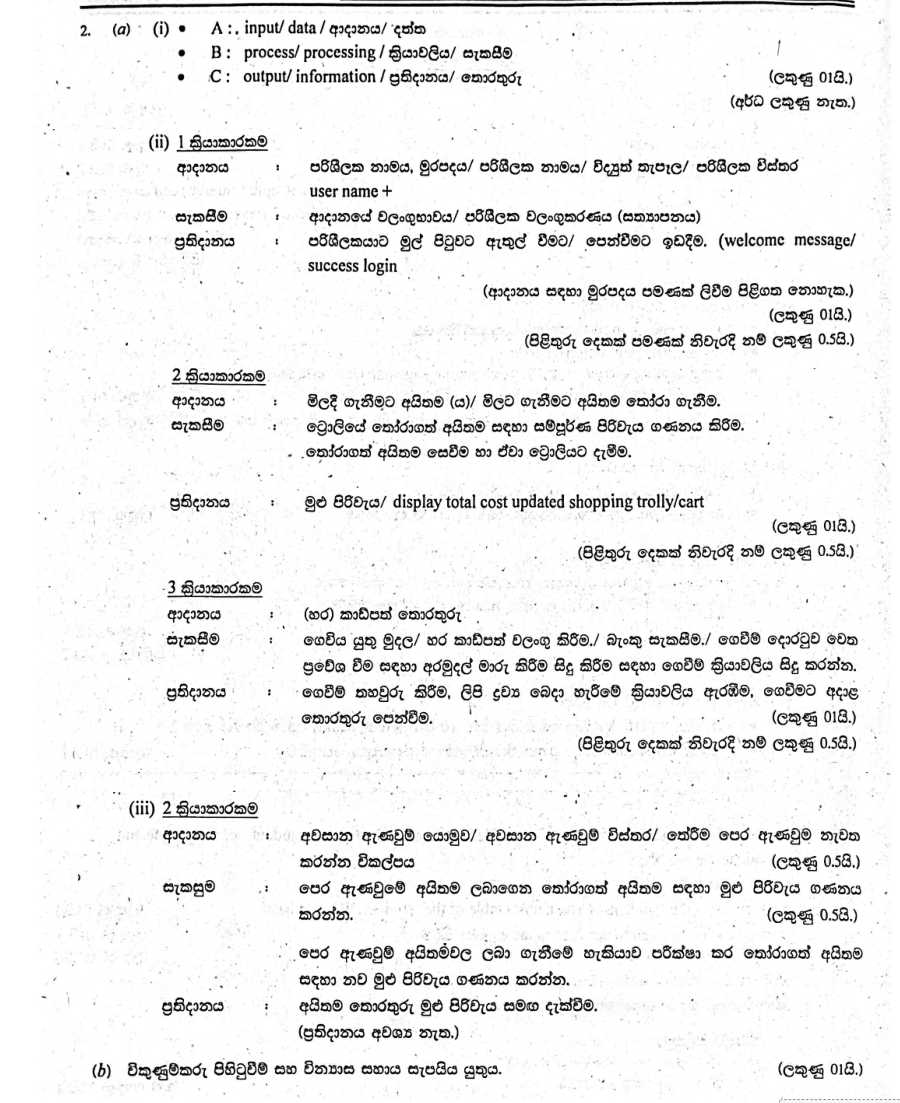 2. (a) (i) • A : input/ data / ආදානය/ දත්ත
• B : process/ processing / ක්‍රියාවලිය/ සැකසීම
• C : output/ information / ප්‍රතිදානය/ තොරතුරු (ලකුණු 01යි.)
(අර්ධ ලකුණු නැත.)
(ii) 1 ක්‍රියාකාරකම
ආදානය : පරිශීලක නාමය, මුරපදය/ පරිශීලක නාමය/ විද්‍යුත් තැපෑල/ පරිශීලක විස්තර
user name +
සැකසීම : ආදානයේ වලංගුභාවය/ පරිශීලක වලංගුකරණය (සත්‍යාපනය)
ප්‍රතිදානය : පරිශීලකයාට මුල් පිටුවට ඇතුල් වීමට/ පෙන්වීමට ඉඩදීම. (welcome message/
success login
(ආදානය සඳහා මුරපදය පමණක් ලිවීම පිළිගත නොහැක.)
(ලකුණු 01යි.)
(පිළිතුරු දෙකක් පමණක් නිවැරදි නම් ලකුණු 0.5යි.)
2 ක්‍රියාකාරකම
ආදානය : මිලදී ගැනීමට අයිතම (ය)/ මිලට ගැනීමට අයිතම තෝරා ගැනීම.
සැකසීම : ට්‍රොලියේ තෝරාගත් අයිතම සඳහා සම්පූර්ණ පිරිවැය ගණනය කිරීම.
තෝරාගත් අයිතම සෙවීම හා ඒවා ට්‍රොලියට දැමීම.
ප්‍රතිදානය : මුළු පිරිවැය/ display total cost updated shopping trolly/cart
(ලකුණු 01යි.)
(පිළිතුරු දෙකක් නිවැරදි නම් ලකුණු 0.5යි.)
3 ක්‍රියාකාරකම
ආදානය : (හර) කාඩ්පත් තොරතුරු
සැකසීම : ගෙවිය යුතු මුදල/ හර කාඩ්පත් වලංගු කිරීම./ බැංකු සැකසීම./ ගෙවීම් දොරටුව වෙත
ප්‍රවේශ වීම සඳහා අරමුදල් මාරු කිරීම සිදු කිරීම සඳහා ගෙවීම් ක්‍රියාවලිය සිදු කරන්න.
ප්‍රතිදානය : ගෙවීම් තහවුරු කිරීම, ලිපි ද්‍රව්‍ය බෙදා හැරීමේ ක්‍රියාවලිය ඇරඹීම, ගෙවීමට අදාළ
තොරතුරු පෙන්වීම. (ලකුණු 01යි.)
(පිළිතුරු දෙකක් නිවැරදි නම් ලකුණු 0.5යි.)
(iii) 2 ක්‍රියාකාරකම
ආදානය : අවසාන ඇණවුම් යොමුව/ අවසාන ඇණවුම් විස්තර/ තේරීම් පෙර ඇණවුම නැවත
කරන්න විකල්පය (ලකුණු 0.5යි.)
සැකසුම : පෙර ඇණවුමේ අයිතම ලබාගෙන තෝරාගත් අයිතම සඳහා මුළු පිරිවැය ගණනය
කරන්න. (ලකුණු 0.5යි.)
පෙර ඇණවුම් අයිතමවල ලබා ගැනීමේ හැකියාව පරීක්ෂා කර තෝරාගත් අයිතම
සඳහා නව මුළු පිරිවැය ගණනය කරන්න.
ප්‍රතිදානය : අයිතම තොරතුරු මුළු පිරිවැය සමඟ දැක්වීම.
(ප්‍රතිදානය අවශ්‍ය නැත.)
(b) විකුණුම්කරු පිහිටුවීම් සහ වින්‍යාස සහාය සැපයිය යුතුය. (ලකුණු 01යි.)